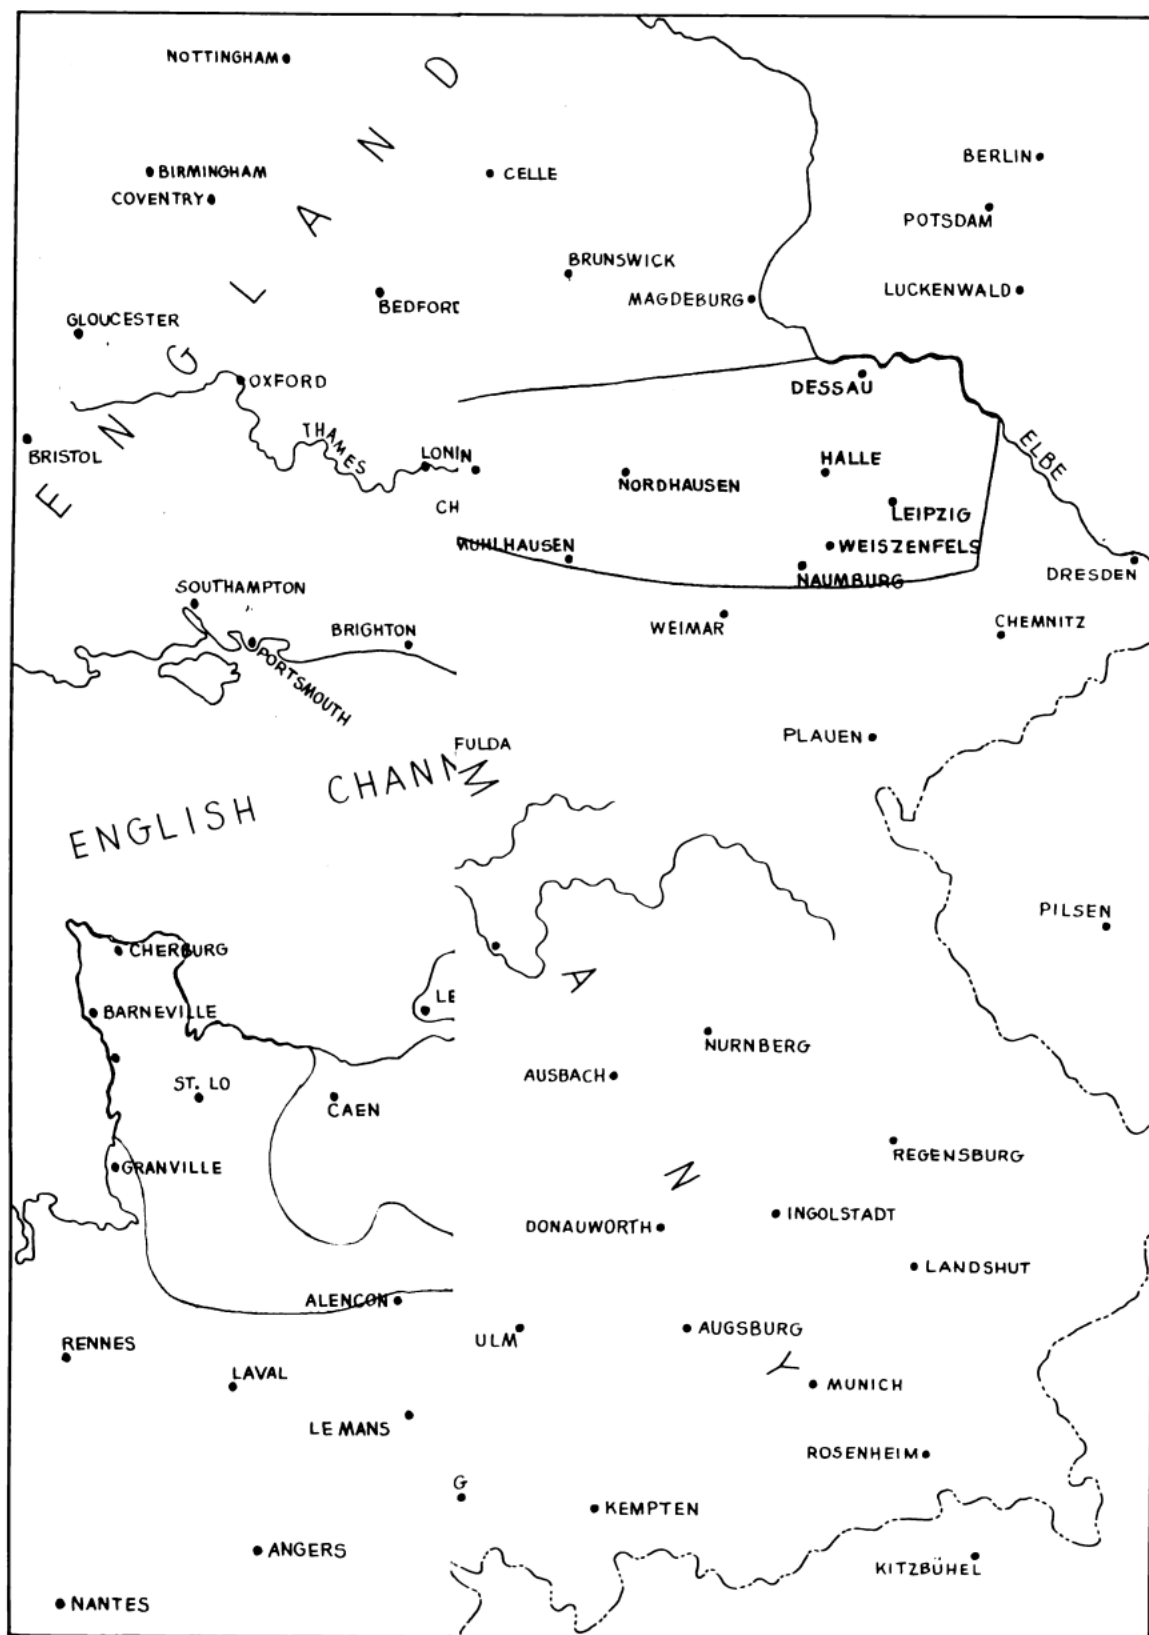 NOTTINGHAM
ENGLAND
BIRMINGHAM
COVENTRY
CELLE
BERLIN
POTSDAM
BRUNSWICK
MAGDEBURG
LUCKENWALD
BEDFORD
GLOUCESTER
OXFORD
DESSAU
THAMES
ELBE
BRISTOL
LONIN
HALLE
NORDHAUSEN
LEIPZIG
CH
MUHLHAUSEN
WEISZENFELS
NAUMBURG
DRESDEN
SOUTHAMPTON
BRIGHTON
WEIMAR
CHEMNITZ
PORTSMOUTH
FULDA
PLAUEN
ENGLISH CHANN
M
A
N
Y
PILSEN
CHERBURG
BARNEVILLE
LE
NURNBERG
AUSBACH
ST. LO
CAEN
REGENSBURG
GRANVILLE
DONAUWORTH
INGOLSTADT
LANDSHUT
ALENCON
RENNES
ULM
AUGSBURG
LAVAL
MUNICH
LE MANS
ROSENHEIM
G
KEMPTEN
ANGERS
KITZBÜHEL
NANTES